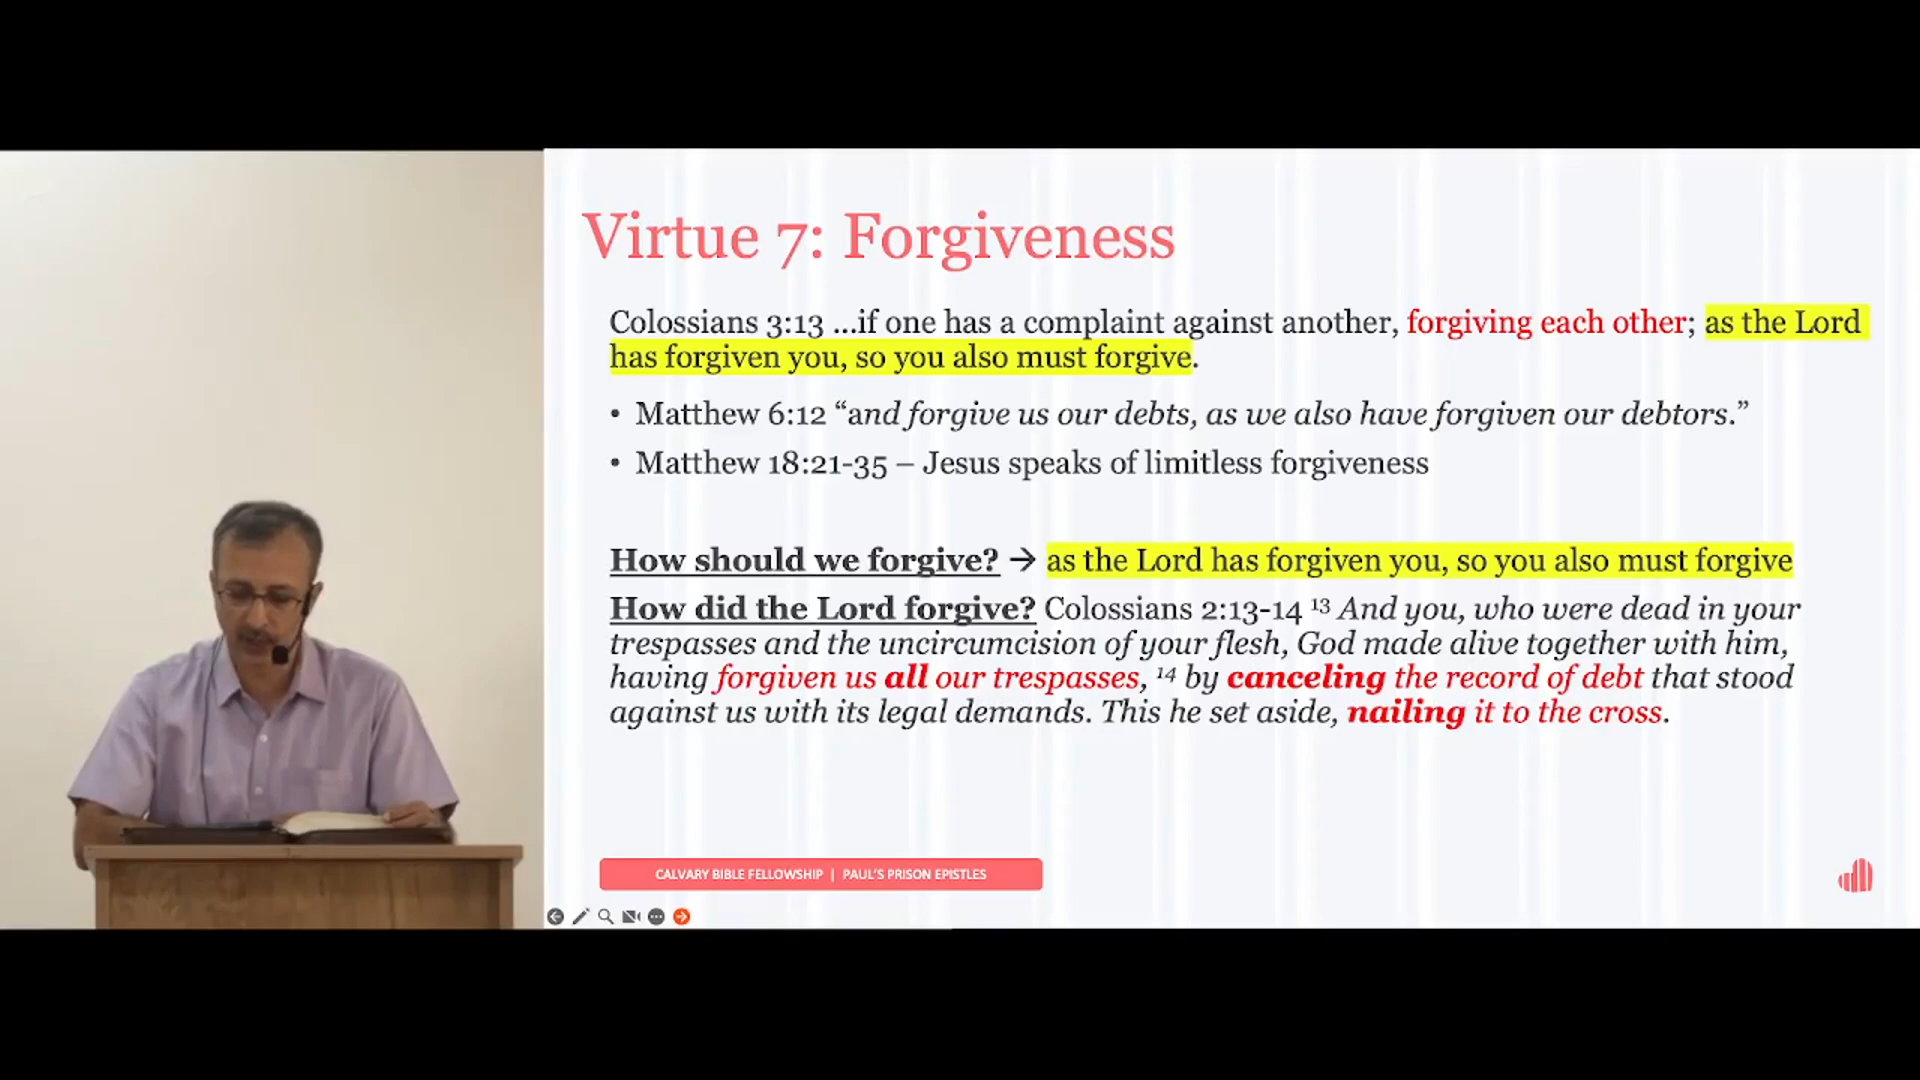 Virtue 7: Forgiveness
Colossians 3:13 ...if one has a complaint against another, forgiving each other; as the Lord
has forgiven you, so you also must forgive.
• Matthew 6:12 “and forgive us our debts, as we also have forgiven our debtors.”
• Matthew 18:21-35 – Jesus speaks of limitless forgiveness
How should we forgive? → as the Lord has forgiven you, so you also must forgive
How did the Lord forgive? Colossians 2:13-14 ¹³ And you, who were dead in your
trespasses and the uncircumcision of your flesh, God made alive together with him,
having forgiven us all our trespasses, ¹⁴ by canceling the record of debt that stood
against us with its legal demands. This he set aside, nailing it to the cross.
CALVARY BIBLE FELLOWSHIP | PAUL'S PRISON EPISTLES